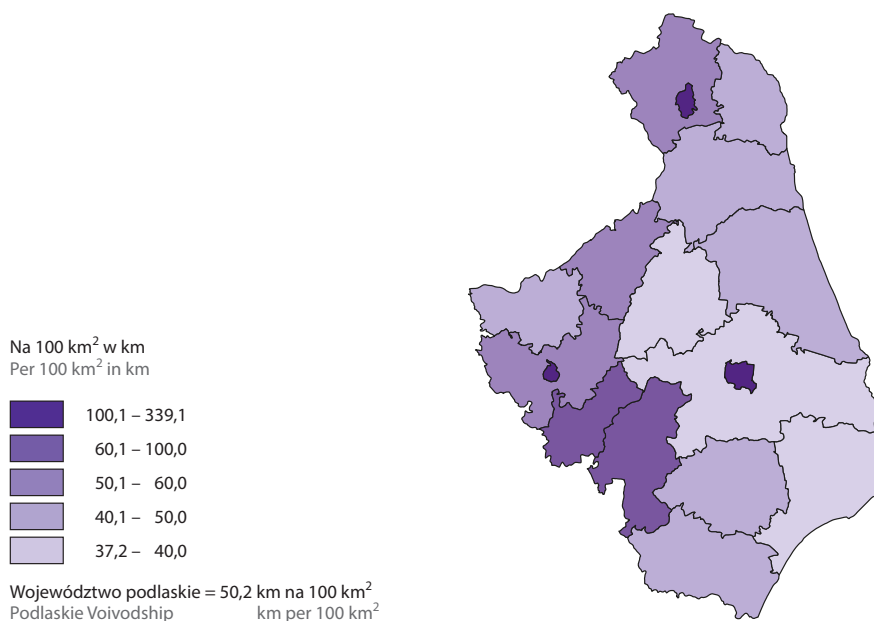 Na 100 km² w km
Per 100 km² in km
100,1 – 339,1
60,1 – 100,0
50,1 – 60,0
40,1 – 50,0
37,2 – 40,0
Województwo podlaskie = 50,2 km na 100 km²
Podlaskie Voivodship km per 100 km²